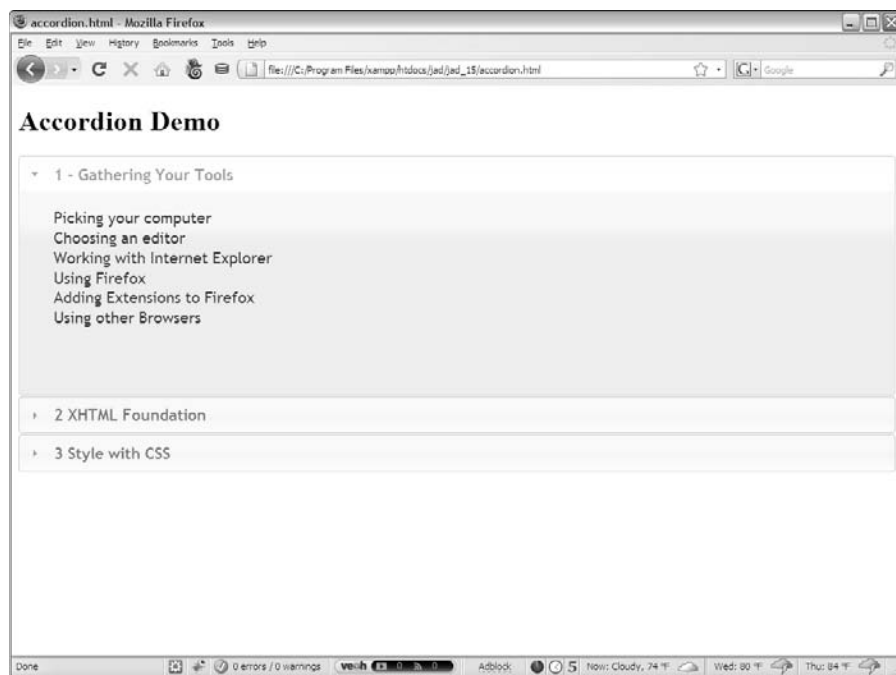 accordion.html - Mozilla Firefox
File Edit View History Bookmarks Tools Help
file:///C:/Program Files/xampp/htdocs/jad/jad_15/accordion.html
G Google
Accordion Demo
1 - Gathering Your Tools
Picking your computer
Choosing an editor
Working with Internet Explorer
Using Firefox
Adding Extensions to Firefox
Using other Browsers
2 XHTML Foundation
3 Style with CSS
Done 0 errors / 0 warnings veoh 0 0 Adblock 5 Now: Cloudy, 74 °F Wed: 80 °F Thu: 84 °F